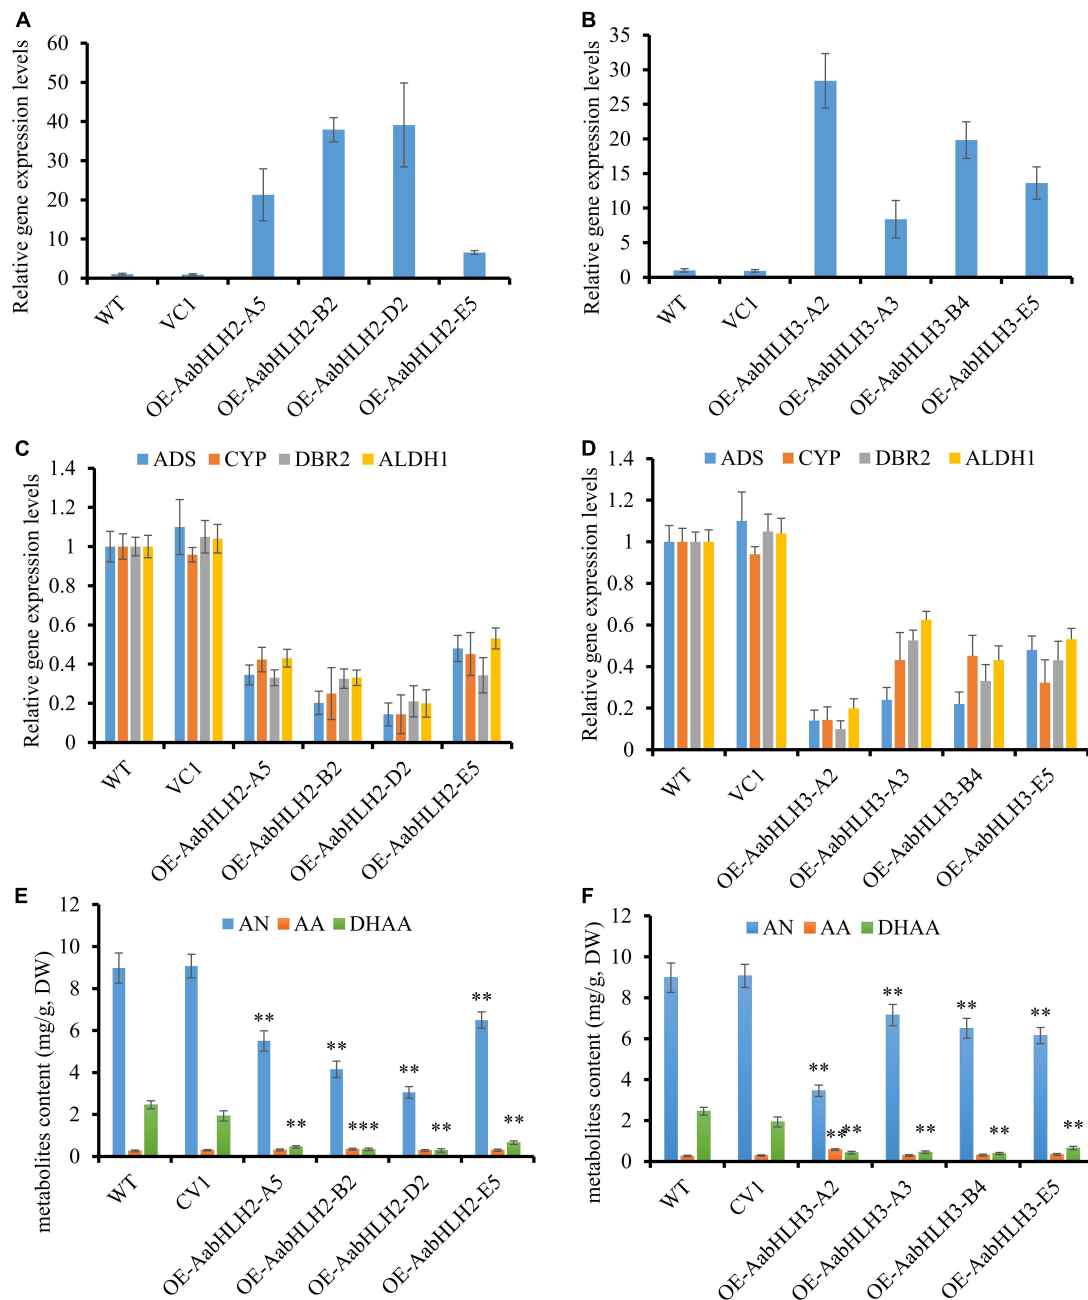 A
Relative gene expression levels
60
50
40
30
20
10
0
WT
VC1
OE-AabHLH2-A5
OE-AabHLH2-B2
OE-AabHLH2-D2
OE-AabHLH2-E5
B
Relative gene expression levels
35
30
25
20
15
10
5
0
WT
VC1
OE-AabHLH3-A2
OE-AabHLH3-A3
OE-AabHLH3-B4
OE-AabHLH3-E5
C
ADS CYP DBR2 ALDH1
Relative gene expression levels
1.4
1.2
1
0.8
0.6
0.4
0.2
0
WT
VC1
OE-AabHLH2-A5
OE-AabHLH2-B2
OE-AabHLH2-D2
OE-AabHLH2-E5
D
ADS CYP DBR2 ALDH1
Relative gene expression levels
1.4
1.2
1
0.8
0.6
0.4
0.2
0
WT
VC1
OE-AabHLH3-A2
OE-AabHLH3-A3
OE-AabHLH3-B4
OE-AabHLH3-E5
E
AN AA DHAA
metabolites content (mg/g, DW)
12
10
8
6
4
2
0
** ** ** **
** *** ** **
WT
CV1
OE-AabHLH2-A5
OE-AabHLH2-B2
OE-AabHLH2-D2
OE-AabHLH2-E5
F
AN AA DHAA
metabolites content (mg/g, DW)
12
10
8
6
4
2
0
** ** ** **
** ** ** ** **
WT
CV1
OE-AabHLH3-A2
OE-AabHLH3-A3
OE-AabHLH3-B4
OE-AabHLH3-E5